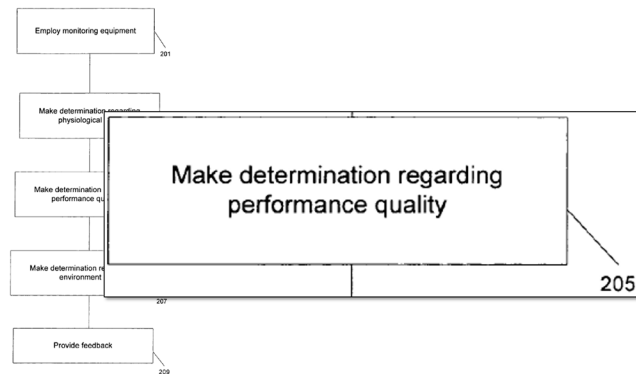 Employ monitoring equipment
201
Make determination regarding
physiological
Make determination
performance qu
Make determination regarding
performance quality
205
Make determination re
environment
207
Provide feedback
209